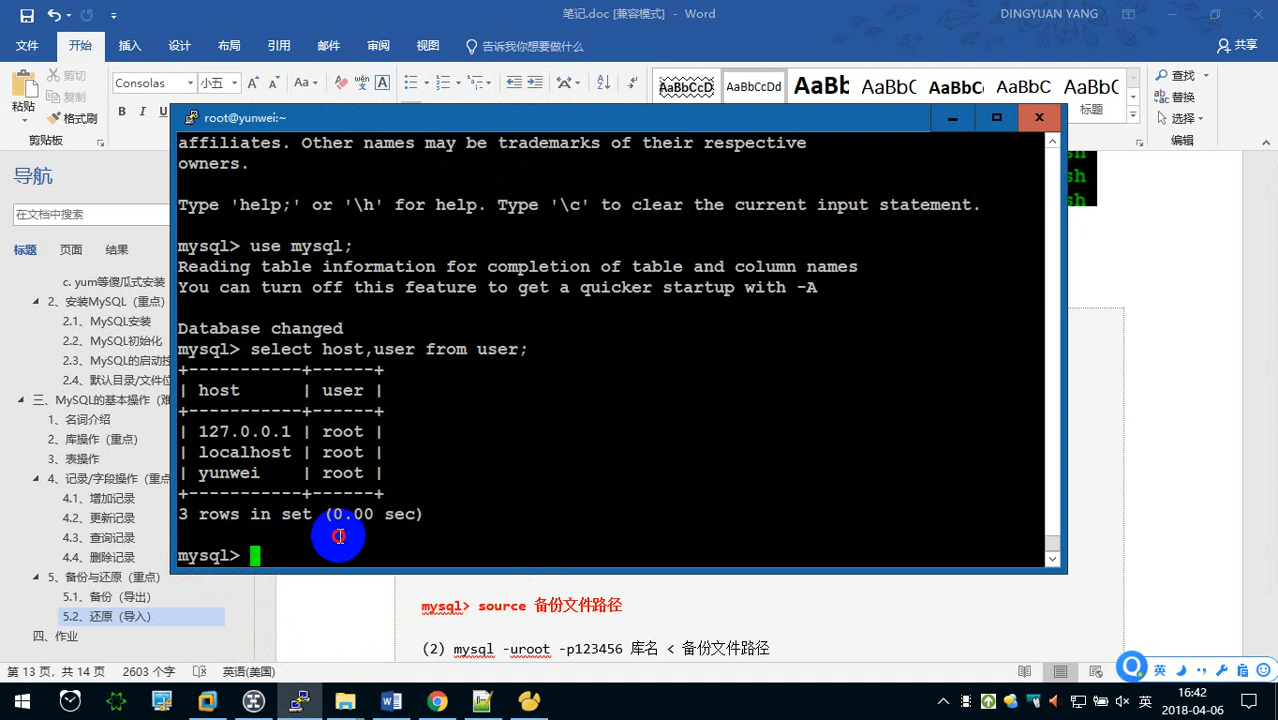 笔记.doc [兼容模式] - Word
DINGYUAN YANG
文件 开始 插入 设计 布局 引用 邮件 审阅 视图 告诉我你想要做什么 共享
粘贴
剪切
复制
格式刷
剪贴板
Consolas 小五
AaBbCcD AaBbCcDd AaBb AaBbC AaBbC AaBbC AaBbC
标题
查找
替换
选择
编辑
导航
在文档中搜索
标题 页面 结果
c. yum等傻瓜式安装
2、安装MySQL（重点）
2.1、MySQL安装
2.2、MySQL初始化
2.3、MySQL的启动控
2.4、默认目录/文件位
三、MySQL的基本操作（难
1、名词介绍
2、库操作（重点）
3、表操作
4、记录/字段操作（重点
4.1、增加记录
4.2、更新记录
4.3、查询记录
4.4、删除记录
5、备份与还原（重点）
5.1、备份（导出）
5.2、还原（导入）
四、作业
root@yunwei:~
affiliates. Other names may be trademarks of their respective
owners.
Type 'help;' or '\h' for help. Type '\c' to clear the current input statement.
mysql> use mysql;
Reading table information for completion of table and column names
You can turn off this feature to get a quicker startup with -A
Database changed
mysql> select host,user from user;
+-----------+------+
| host      | user |
+-----------+------+
| 127.0.0.1 | root |
| localhost | root |
| yunwei    | root |
+-----------+------+
3 rows in set (0.00 sec)
mysql>
sh
sh
sh
mysql> source 备份文件路径
(2) mysql -uroot -p123456 库名 < 备份文件路径
第 13 页，共 14 页 2603 个字 英语(美国)
英
英
16:42
2018-04-06